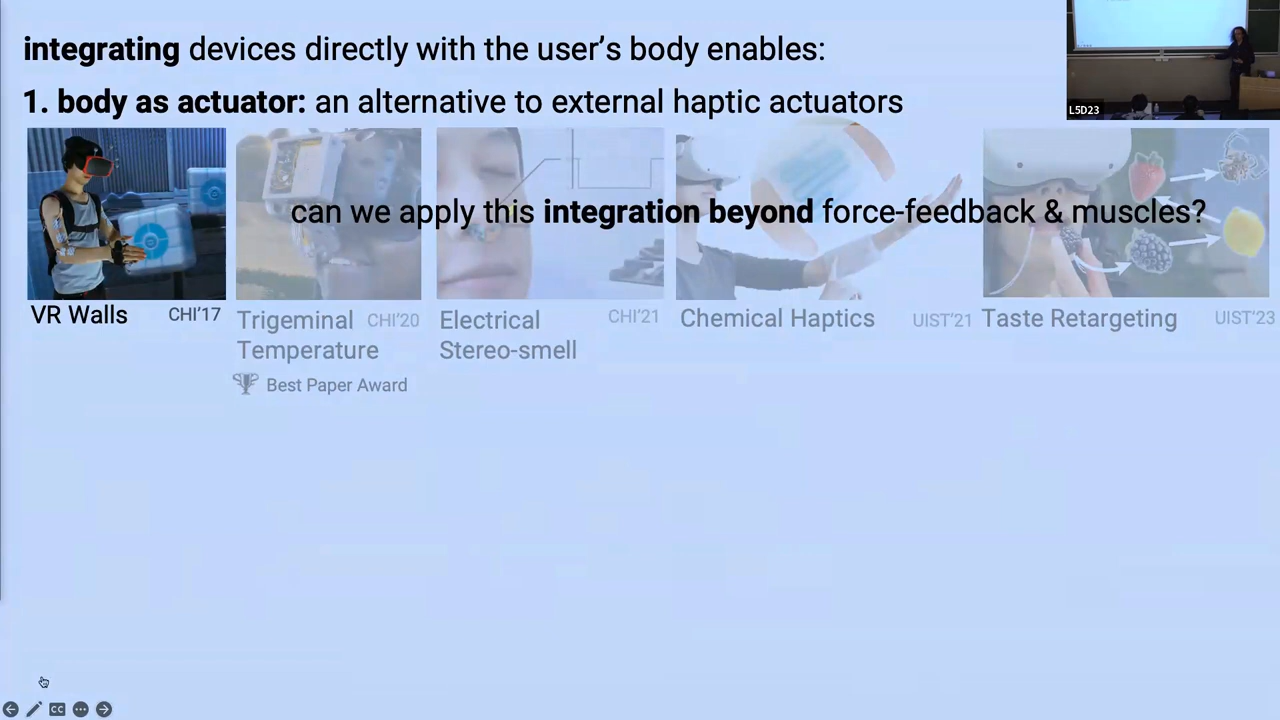 integrating devices directly with the user's body enables:
1. body as actuator: an alternative to external haptic actuators
L5D23
can we apply this integration beyond force-feedback & muscles?
VR Walls CHI'17
Trigeminal Temperature CHI'20
Best Paper Award
Electrical Stereo-smell CHI'21
Chemical Haptics UIST'21
Taste Retargeting UIST'23
CC